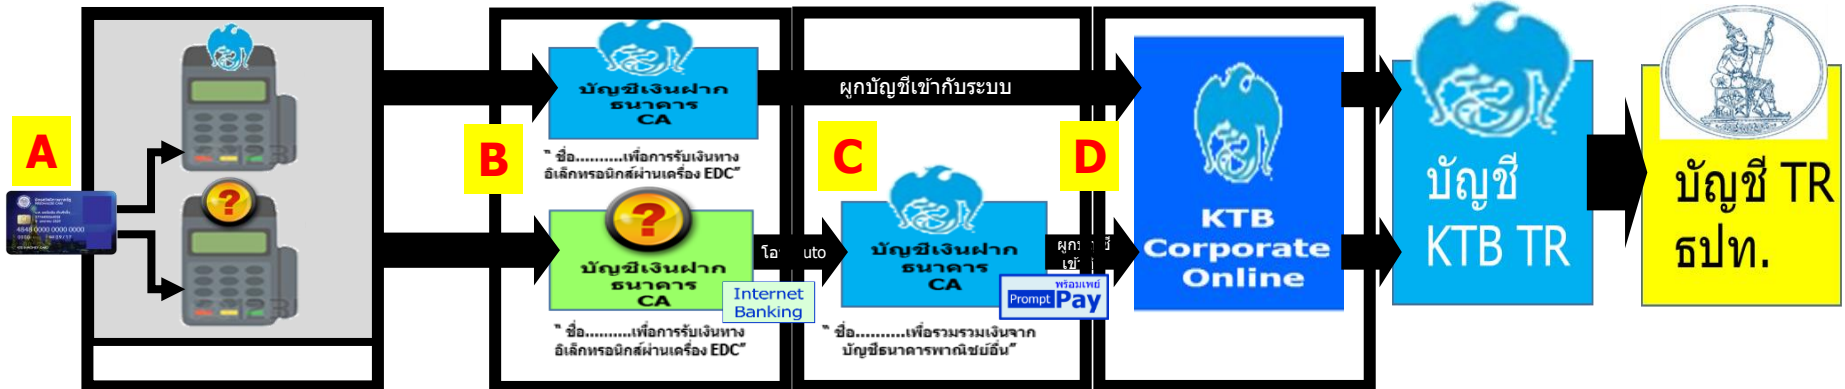 A
4848 0000 0000 0000
B
บัญชีเงินฝาก
ธนาคาร
CA
" ชื่อ..........เพื่อการรับเงินทาง
อิเล็กทรอนิกส์ผ่านเครื่อง EDC"
?
?
บัญชีเงินฝาก
ธนาคาร
CA
Internet
Banking
" ชื่อ..........เพื่อการรับเงินทาง
อิเล็กทรอนิกส์ผ่านเครื่อง EDC"
ผูกบัญชีเข้ากับระบบ
C
บัญชีเงินฝาก
ธนาคาร
CA
พร้อมเพย์
Prompt Pay
" ชื่อ..........เพื่อรวมรวมเงินจาก
บัญชีธนาคารพาณิชย์อื่น"
D
KTB
Corporate
Online
บัญชี
KTB TR
บัญชี TR
ธปท.